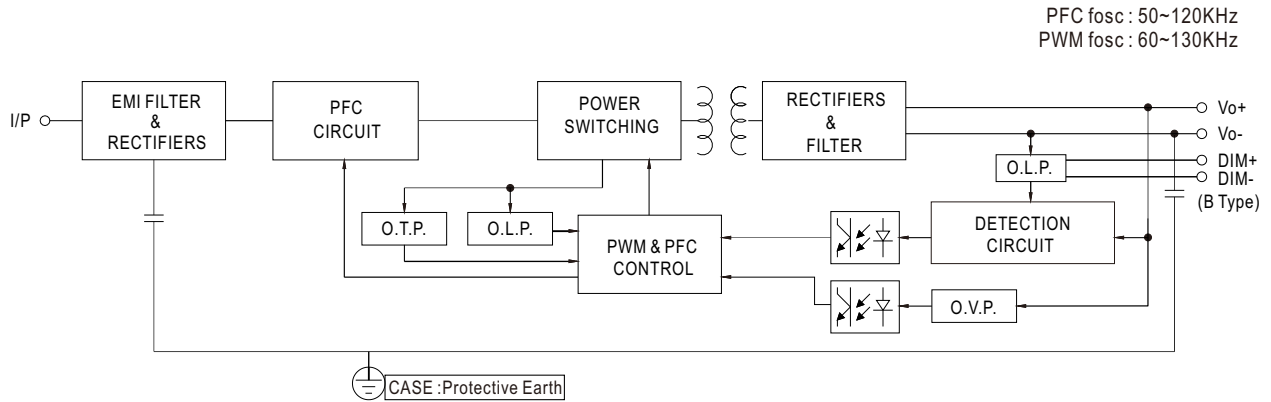 PFC fosc : 50~120KHz
PWM fosc : 60~130KHz
I/P
EMI FILTER
&
RECTIFIERS
PFC
CIRCUIT
POWER
SWITCHING
RECTIFIERS
&
FILTER
Vo+
Vo-
DIM+
DIM-
(B Type)
O.L.P.
O.T.P.
O.L.P.
PWM & PFC
CONTROL
DETECTION
CIRCUIT
O.V.P.
CASE :Protective Earth